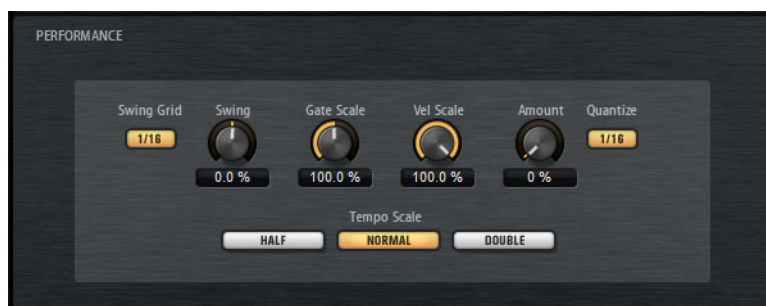 PERFORMANCE
Swing Grid Swing Gate Scale Vel Scale Amount Quantize
1/16 1/16
0.0 % 100.0 % 100.0 % 0 %
Tempo Scale
HALF NORMAL DOUBLE